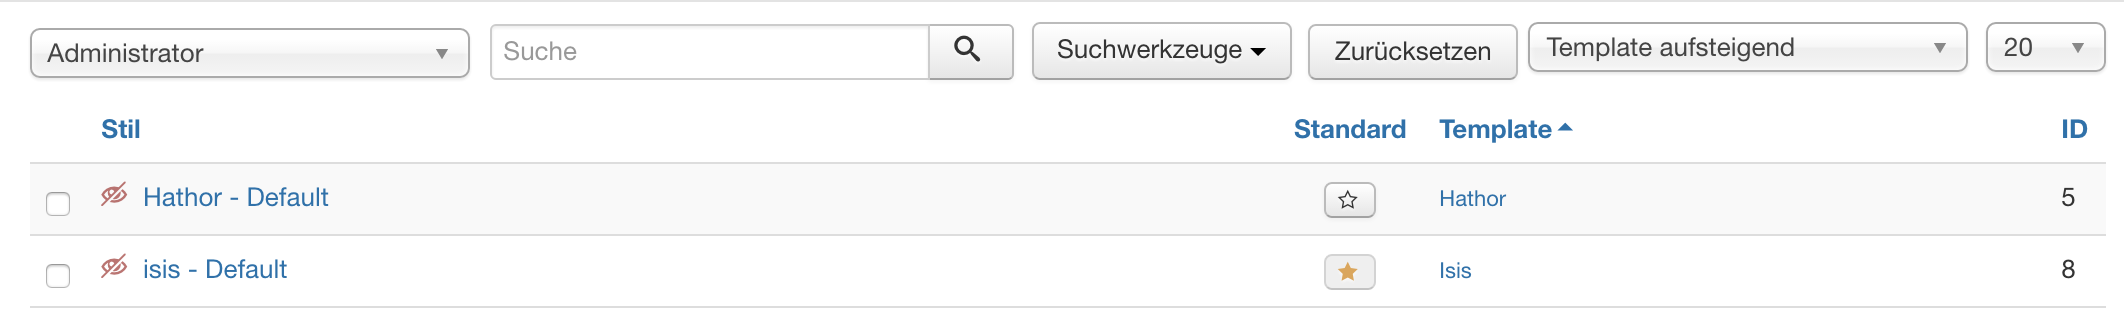 Administrator Suche Suchwerkzeuge Zurücksetzen Template aufsteigend 20
Stil Standard Template ID
Hathor - Default Hathor 5
isis - Default Isis 8